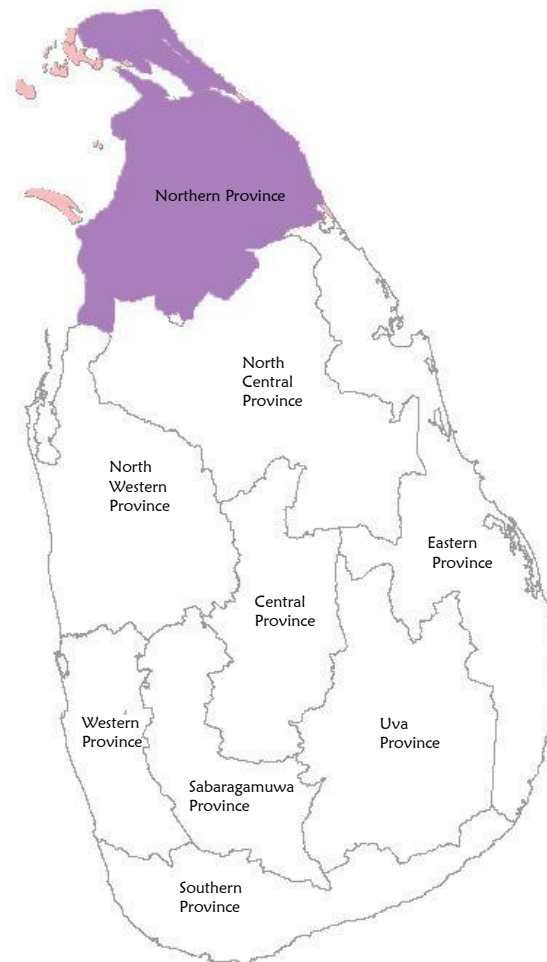 Northern Province
North
Central
Province
North
Western
Province
Eastern
Province
Central
Province
Western
Province
Uva
Province
Sabaragamuwa
Province
Southern
Province